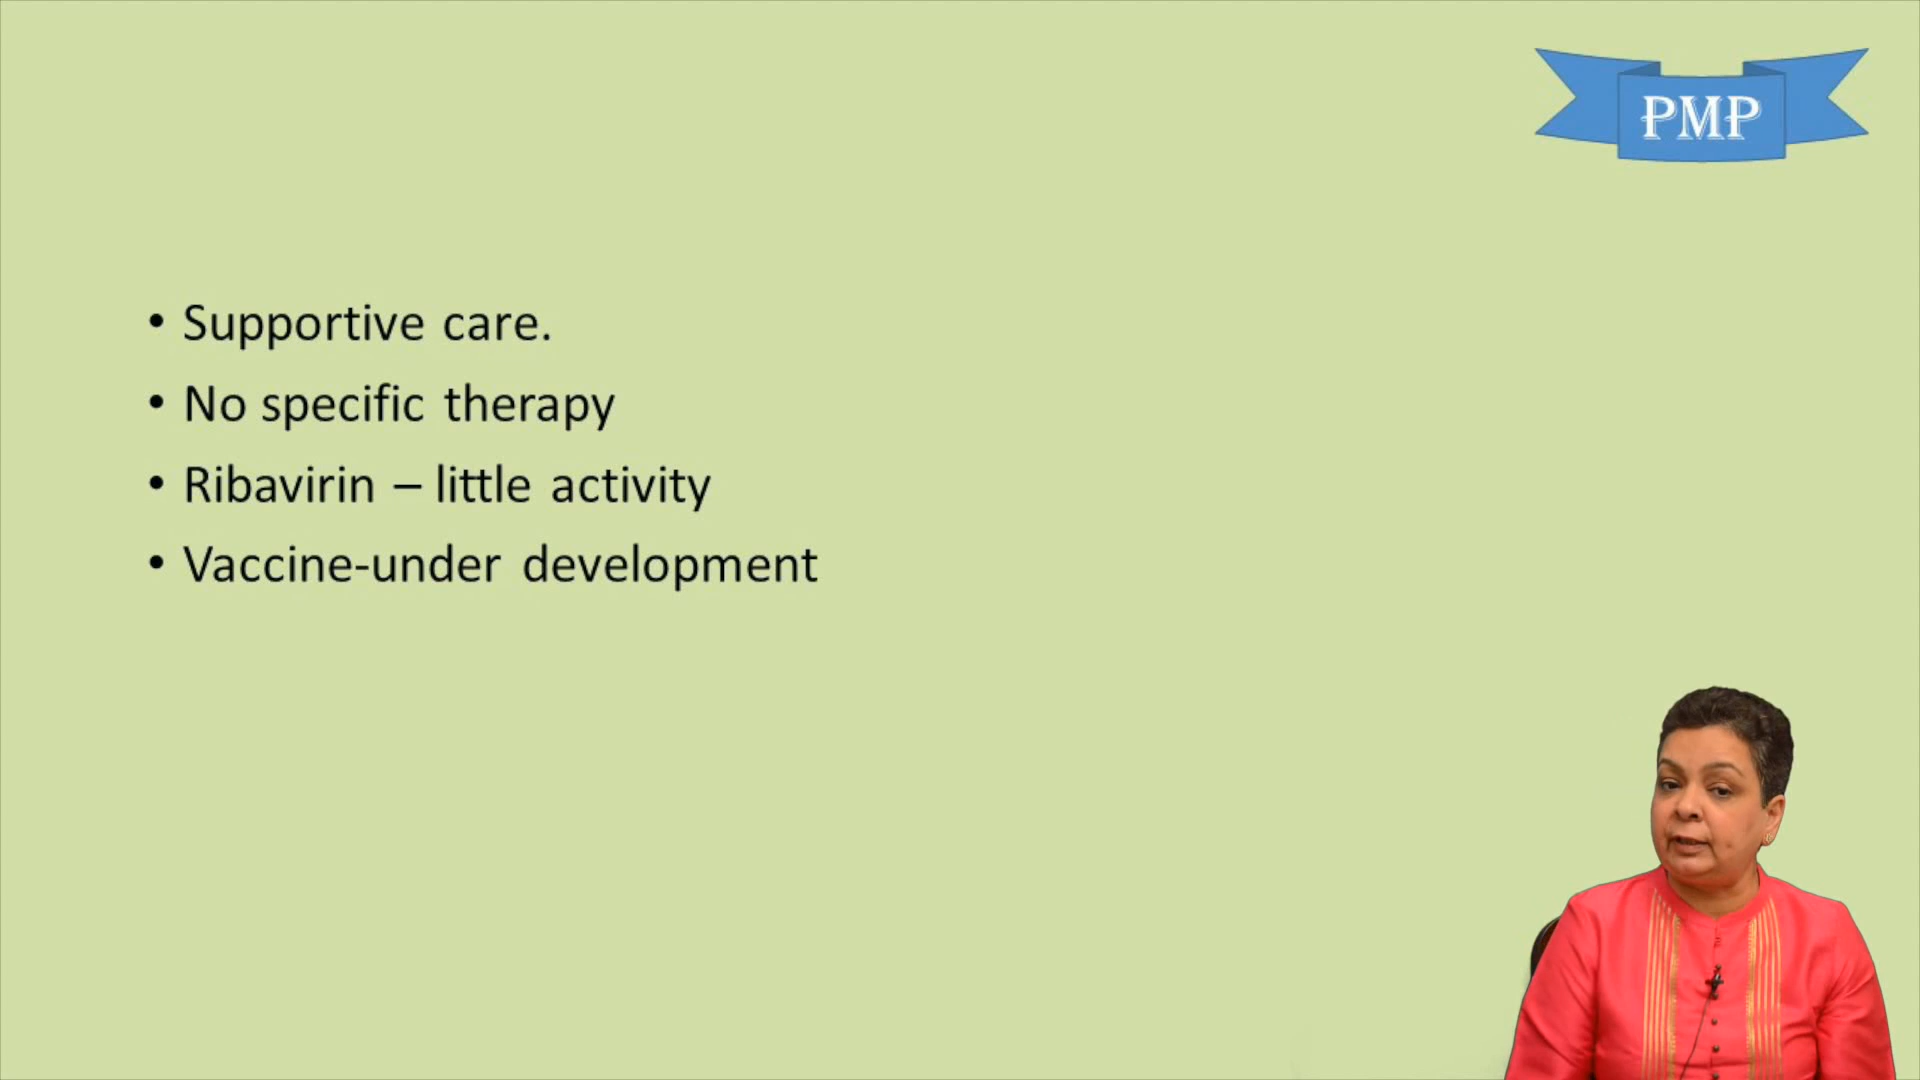 PMP
• Supportive care.
• No specific therapy
• Ribavirin – little activity
• Vaccine-under development